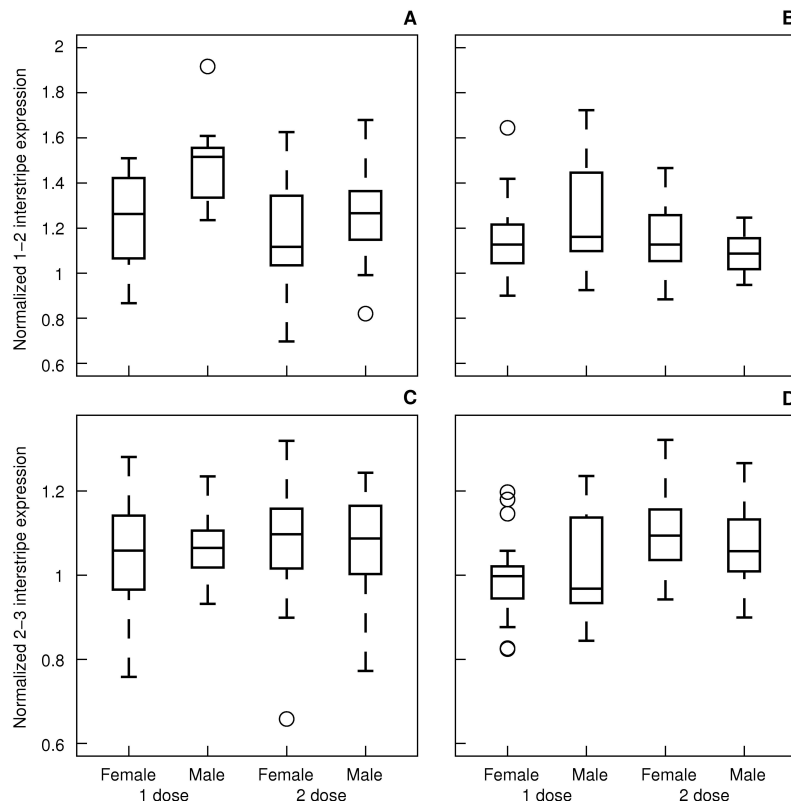 A
B
Normalized 1–2 interstripe expression
2
1.8
1.6
1.4
1.2
1
0.8
0.6
C
D
Normalized 2–3 interstripe expression
1.2
1
0.8
0.6
Female Male Female Male
1 dose 2 dose
Female Male Female Male
1 dose 2 dose